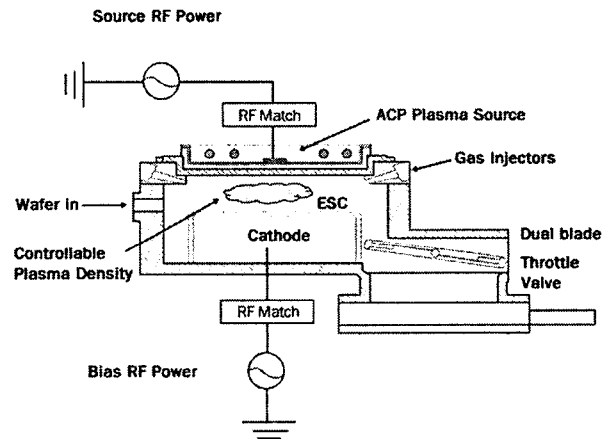 Source RF Power
RF Match
ACP Plasma Source
Gas Injectors
Wafer in
ESC
Cathode
Controllable
Plasma Density
Dual blade
Throttle
Valve
RF Match
Bias RF Power